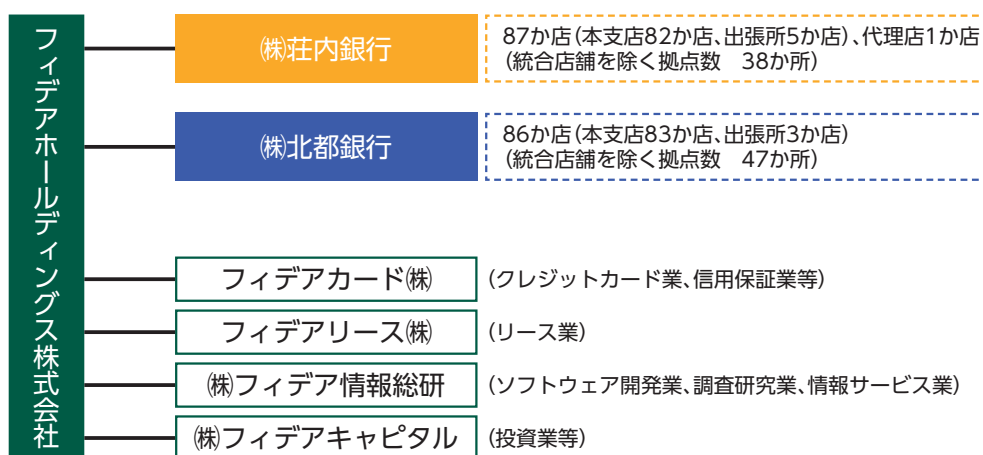 フィデアホールディングス株式会社
㈱荘内銀行
87か店(本支店82か店、出張所5か店)、代理店1か店
(統合店舗を除く拠点数　38か所)
㈱北都銀行
86か店(本支店83か店、出張所3か店)
(統合店舗を除く拠点数　47か所)
フィデアカード㈱
(クレジットカード業、信用保証業等)
フィデアリース㈱
(リース業)
㈱フィデア情報総研
(ソフトウェア開発業、調査研究業、情報サービス業)
㈱フィデアキャピタル
(投資業等)